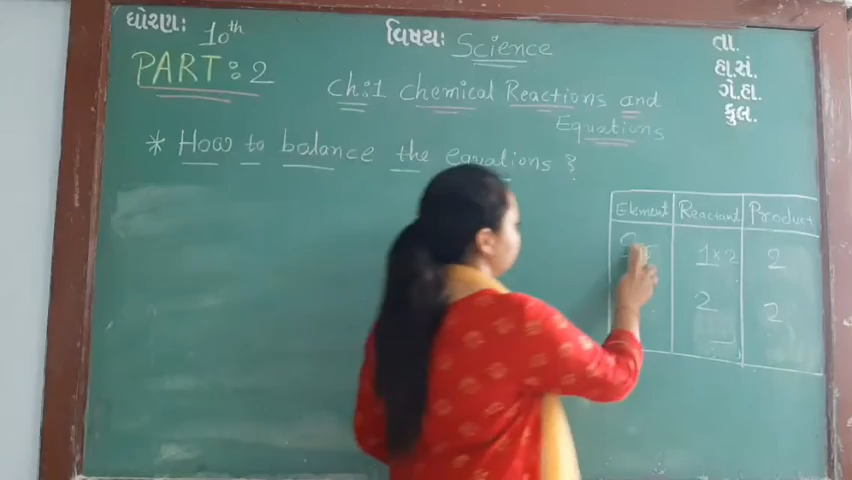 ધોરણ: 10th
વિષય: Science
તા.
હા.સં.
ગે.હા.
કુલ.
PART: 2
Ch:1 Chemical Reactions and
Equations
* How to balance the equations ?
Element Reactant Product
1×2 2
2 2